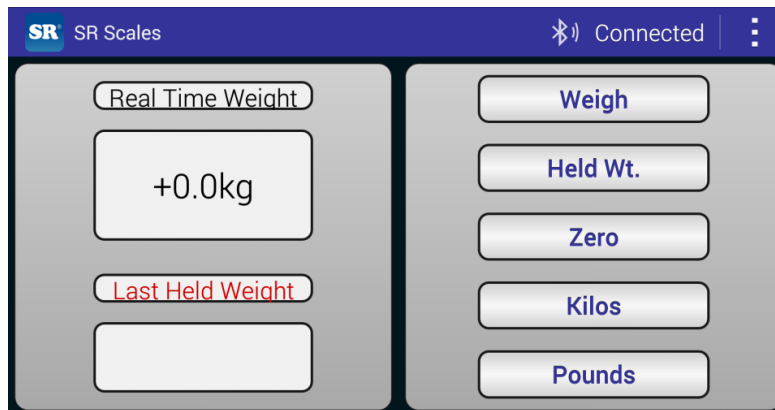 SR SR Scales Connected
Real Time Weight
+0.0kg
Last Held Weight
Weigh
Held Wt.
Zero
Kilos
Pounds